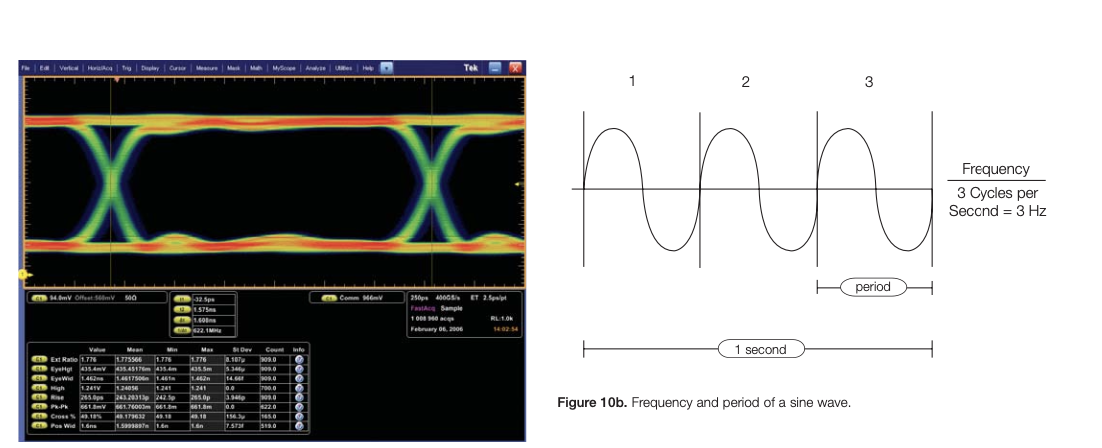 File Edit Vertical Horiz/Acq Trig Display Cursor Measure Mask Math MyScope Analyze Utilities Help Tek
C1 94.0mV Offset:560mV 50Ω
t1 -32.5ps
t2 1.575ns
Δt 1.608ns
1/Δt 622.1MHz
C1 Comm 966mV
250ps 400GS/s ET 2.5ps/pt
FastAcq Sample
1 008 960 acqs RL:1.0k
February 06, 2006 14:02:54
Value Mean Min Max St Dev Count Info
C1 Ext Ratio 1.776 1.775566 1.776 1.776 8.187µ 909.0
C1 EyeHgt 435.4mV 435.45176m 435.4m 435.5m 5.346µ 909.0
C1 EyeWid 1.462ns 1.4617506n 1.461n 1.462n 14.66f 909.0
C1 High 1.241V 1.24056 1.241 1.241 0.0 700.0
C1 Rise 265.0ps 243.20313p 242.5p 265.0p 3.946p 909.0
C1 Pk-Pk 661.8mV 661.76003m 661.8m 661.8m 0.0 622.0
C1 Cross % 49.18% 49.179632 49.18 49.18 156.3µ 165.0
C1 Pos Wid 1.6ns 1.5999897n 1.6n 1.6n 7.573f 519.0
1 2 3
Frequency
3 Cycles per
Second = 3 Hz
period
1 second
Figure 10b. Frequency and period of a sine wave.